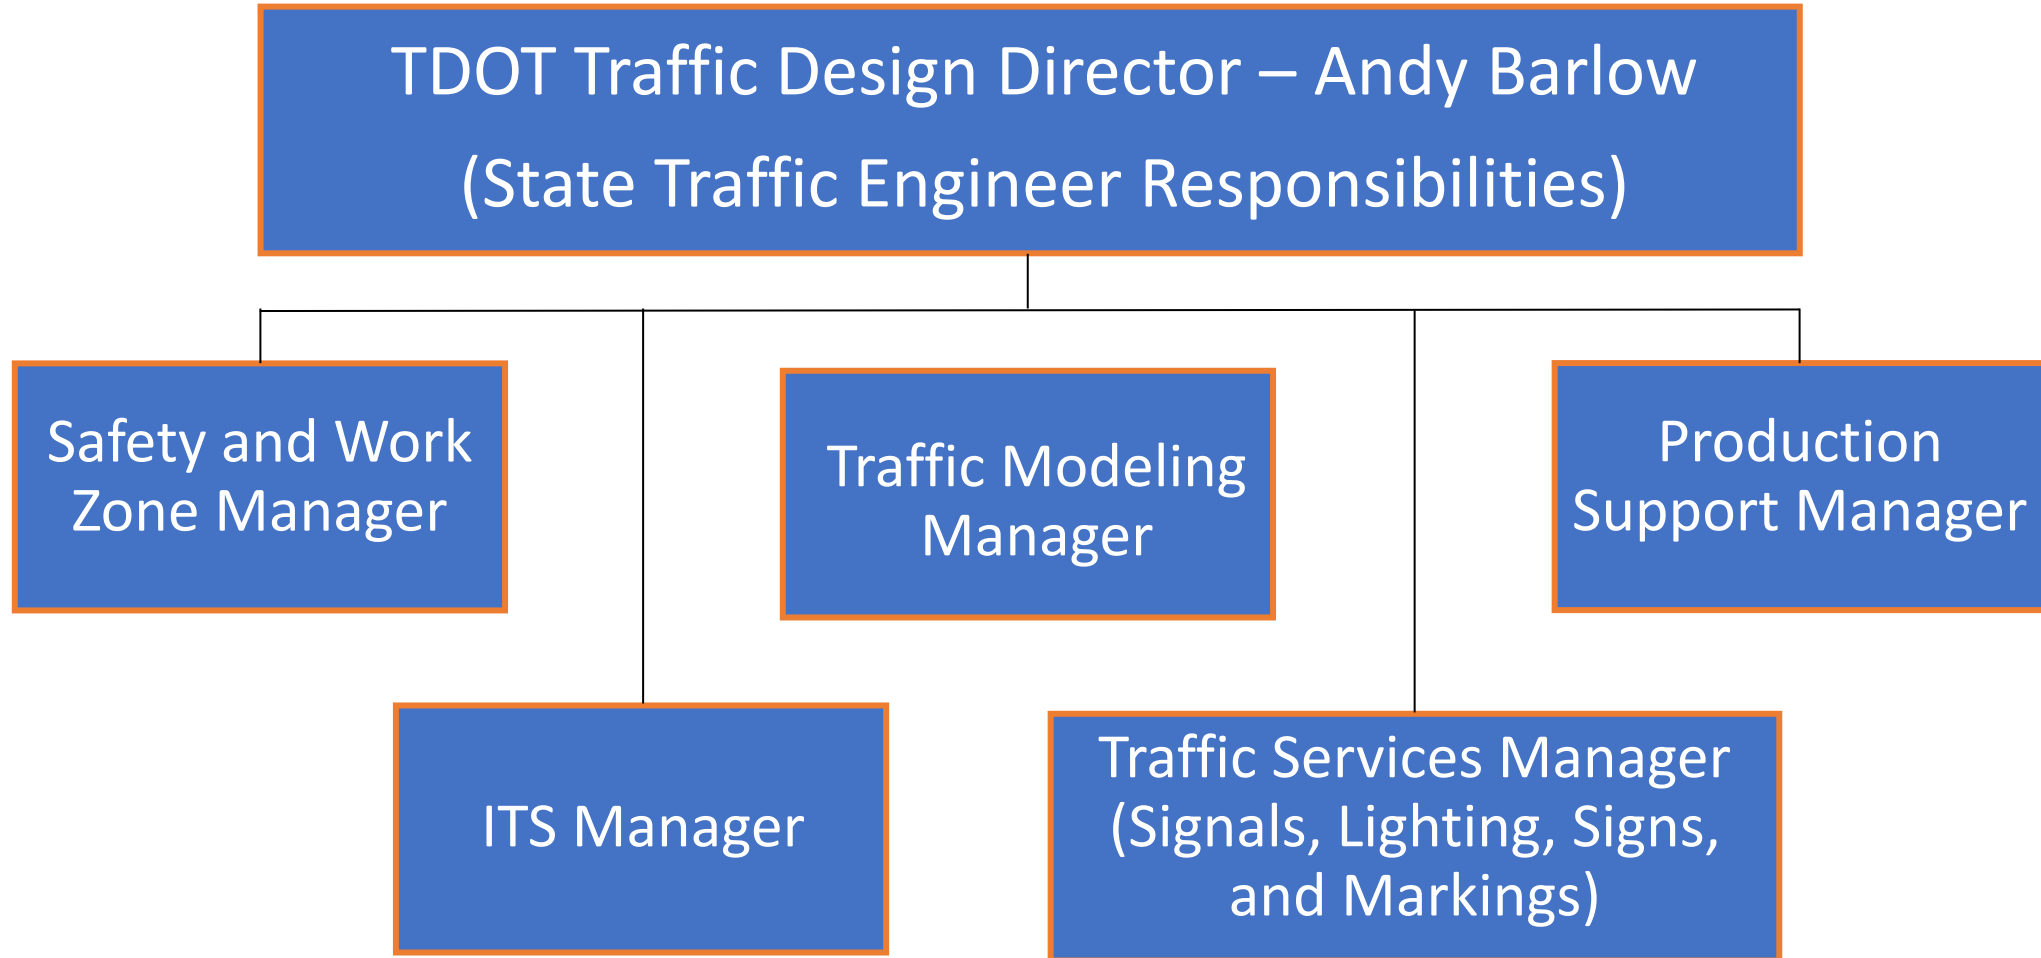 TDOT Traffic Design Director – Andy Barlow
(State Traffic Engineer Responsibilities)
Safety and Work
Zone Manager
Traffic Modeling
Manager
Production
Support Manager
ITS Manager
Traffic Services Manager
(Signals, Lighting, Signs,
and Markings)